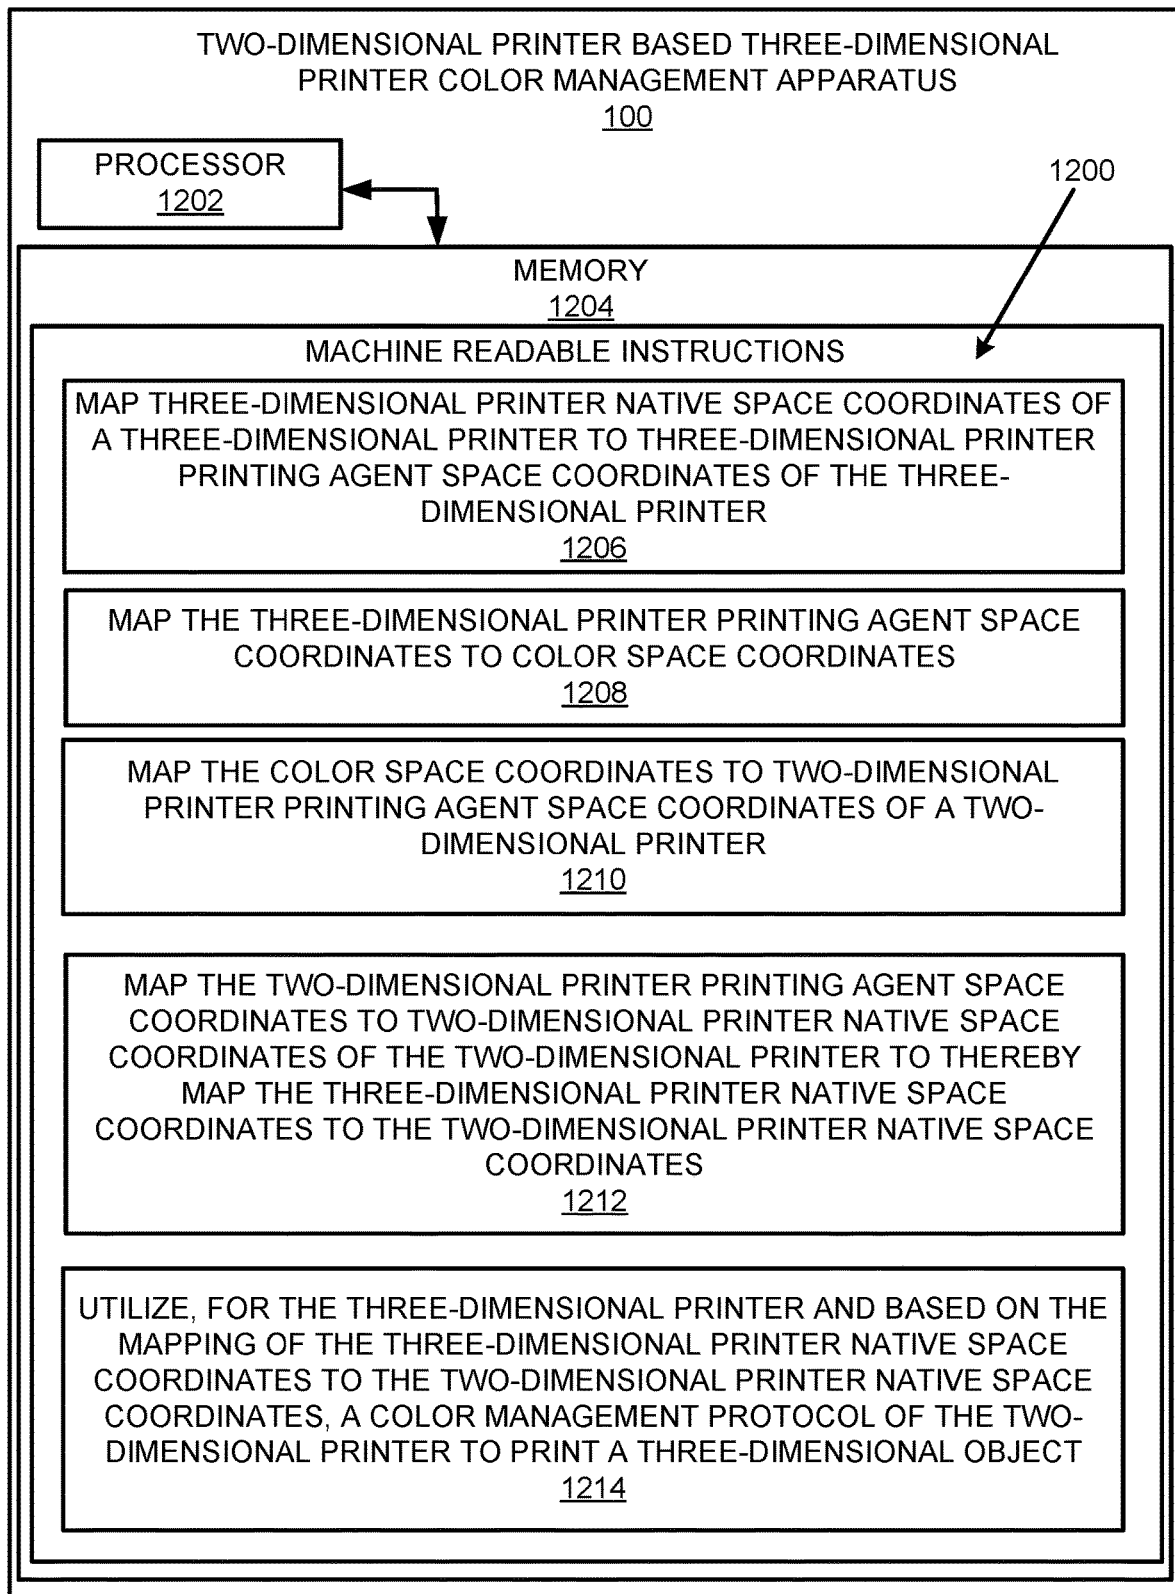 TWO-DIMENSIONAL PRINTER BASED THREE-DIMENSIONAL
PRINTER COLOR MANAGEMENT APPARATUS
100
PROCESSOR
1202
1200
MEMORY
1204
MACHINE READABLE INSTRUCTIONS
MAP THREE-DIMENSIONAL PRINTER NATIVE SPACE COORDINATES OF
A THREE-DIMENSIONAL PRINTER TO THREE-DIMENSIONAL PRINTER
PRINTING AGENT SPACE COORDINATES OF THE THREE-
DIMENSIONAL PRINTER
1206
MAP THE THREE-DIMENSIONAL PRINTER PRINTING AGENT SPACE
COORDINATES TO COLOR SPACE COORDINATES
1208
MAP THE COLOR SPACE COORDINATES TO TWO-DIMENSIONAL
PRINTER PRINTING AGENT SPACE COORDINATES OF A TWO-
DIMENSIONAL PRINTER
1210
MAP THE TWO-DIMENSIONAL PRINTER PRINTING AGENT SPACE
COORDINATES TO TWO-DIMENSIONAL PRINTER NATIVE SPACE
COORDINATES OF THE TWO-DIMENSIONAL PRINTER TO THEREBY
MAP THE THREE-DIMENSIONAL PRINTER NATIVE SPACE
COORDINATES TO THE TWO-DIMENSIONAL PRINTER NATIVE SPACE
COORDINATES
1212
UTILIZE, FOR THE THREE-DIMENSIONAL PRINTER AND BASED ON THE
MAPPING OF THE THREE-DIMENSIONAL PRINTER NATIVE SPACE
COORDINATES TO THE TWO-DIMENSIONAL PRINTER NATIVE SPACE
COORDINATES, A COLOR MANAGEMENT PROTOCOL OF THE TWO-
DIMENSIONAL PRINTER TO PRINT A THREE-DIMENSIONAL OBJECT
1214